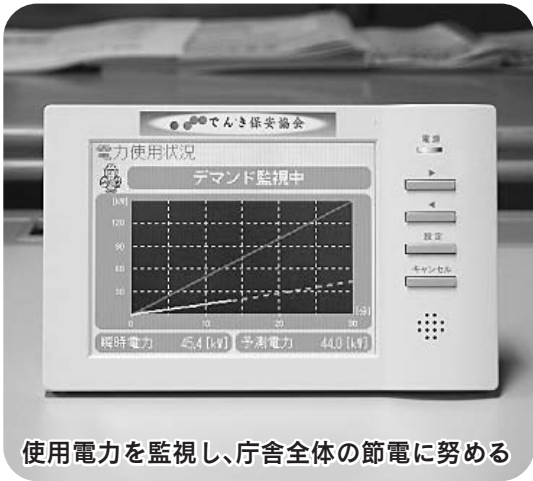 でんき保安協会
電源
電力使用状況
デマンド監視中
▶
◀
設定
キャンセル
[kW]
120
90
60
30
0
10
20
30
[分]
瞬時電力 45.4 [kW]
予測電力 44.0 [kW]
使用電力を監視し、庁舎全体の節電に努める